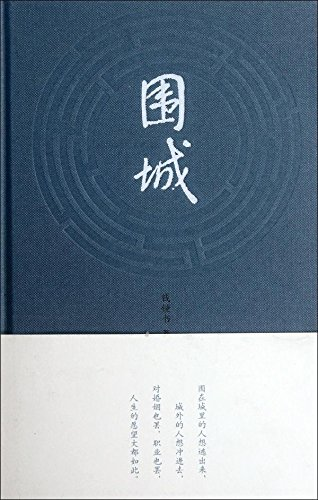 围城
钱锺书
围在城里的人想逃出来，
城外的人想冲进去，
对婚姻也罢，职业也罢，
人生的愿望大都如此。